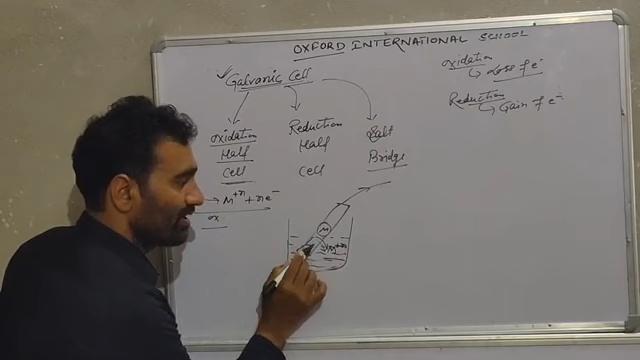 OXFORD INTERNATIONAL SCHOOL
Galvanic Cell
oxidation
Half
Cell
Reduction
Half
Cell
Salt
Bridge
→ M⁺ⁿ + ne⁻
ox
oxidation
↳ Loss of e⁻
Reduction
↳ Gain of e⁻
M
M⁺ⁿ